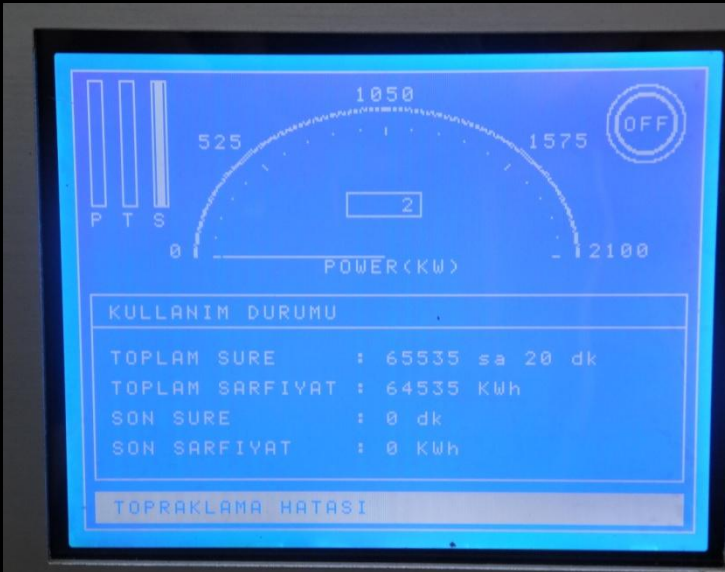 1050
OFF
525
1575
P T S
2
0
2100
POWER(KW)
KULLANIM DURUMU
TOPLAM SURE : 65535 sa 20 dk
TOPLAM SARFIYAT : 64535 KWh
SON SURE : 0 dk
SON SARFIYAT : 0 KWh
TOPRAKLAMA HATASI